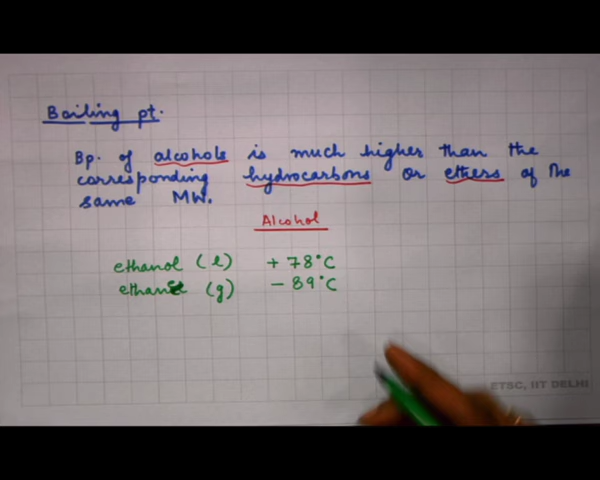 Boiling pt.
Bp. of alcohols is much higher than the
corresponding hydrocarbons or ethers of the
same MW.
Alcohol
ethanol (l) +78°C
ethane (g) -89°C
ETSC, IIT DELHI